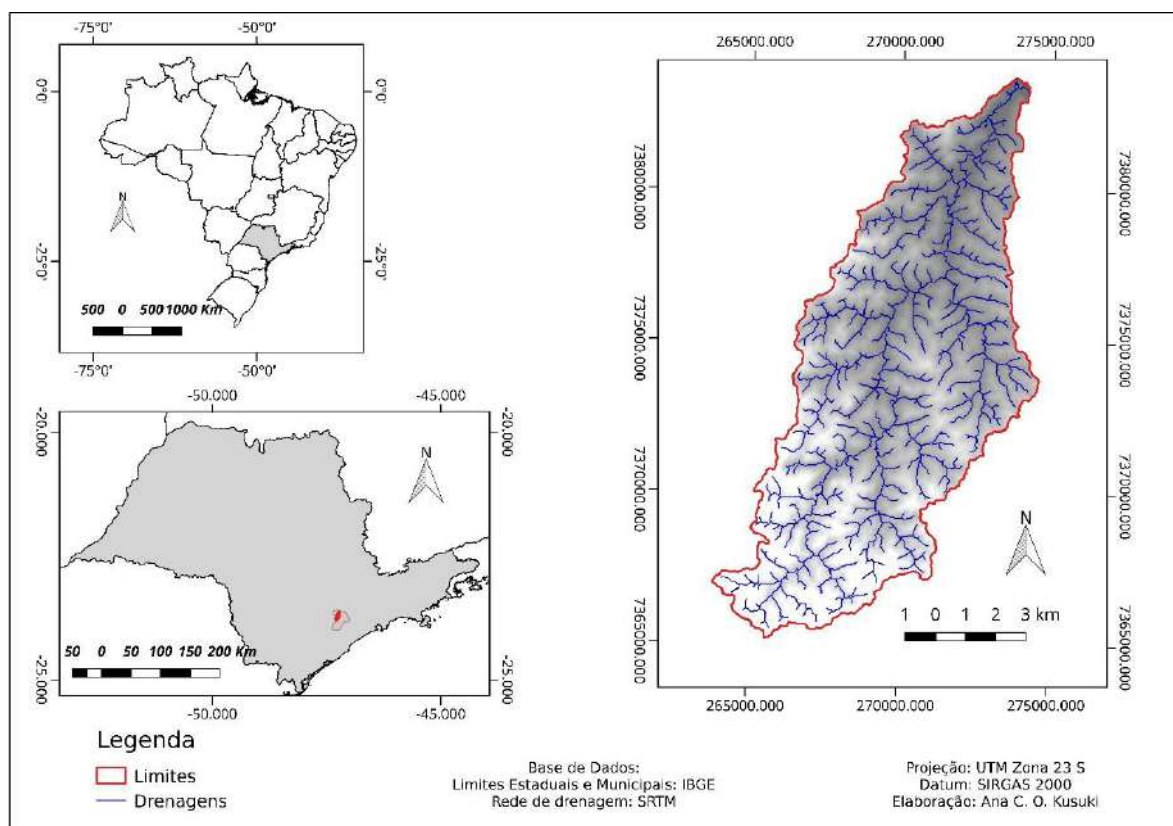 -75°0' -50°0'
0°0' 0°0'
N
-25°0' -25°0'
500 0 500 1000 Km
-75°0' -50°0'
-50.000 -45.000
-20.000 -20.000
N
50 0 50 100 150 200 Km
-25.000 -25.000
-50.000 -45.000
265000.000 270000.000 275000.000
7380000.000 7380000.000
7375000.000 7375000.000
7370000.000 7370000.000
N
1 0 1 2 3 km
7365000.000 7365000.000
265000.000 270000.000 275000.000
Legenda
Limites
Drenagens
Base de Dados:
Limites Estaduais e Municipais: IBGE
Rede de drenagem: SRTM
Projeção: UTM Zona 23 S
Datum: SIRGAS 2000
Elaboração: Ana C. O. Kusuki